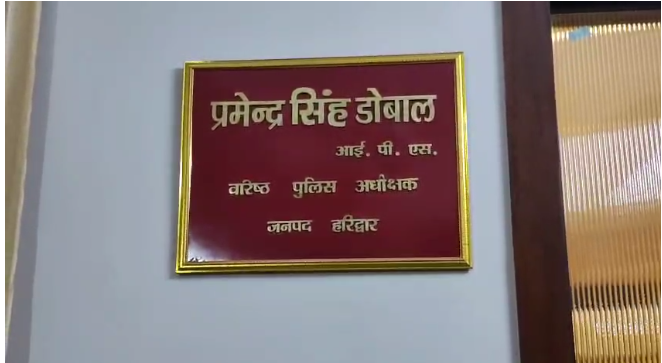 प्रमेन्द्र सिंह डोबाल
आई. पी. एस.
वरिष्ठ पुलिस अधीक्षक
जनपद हरिद्वार